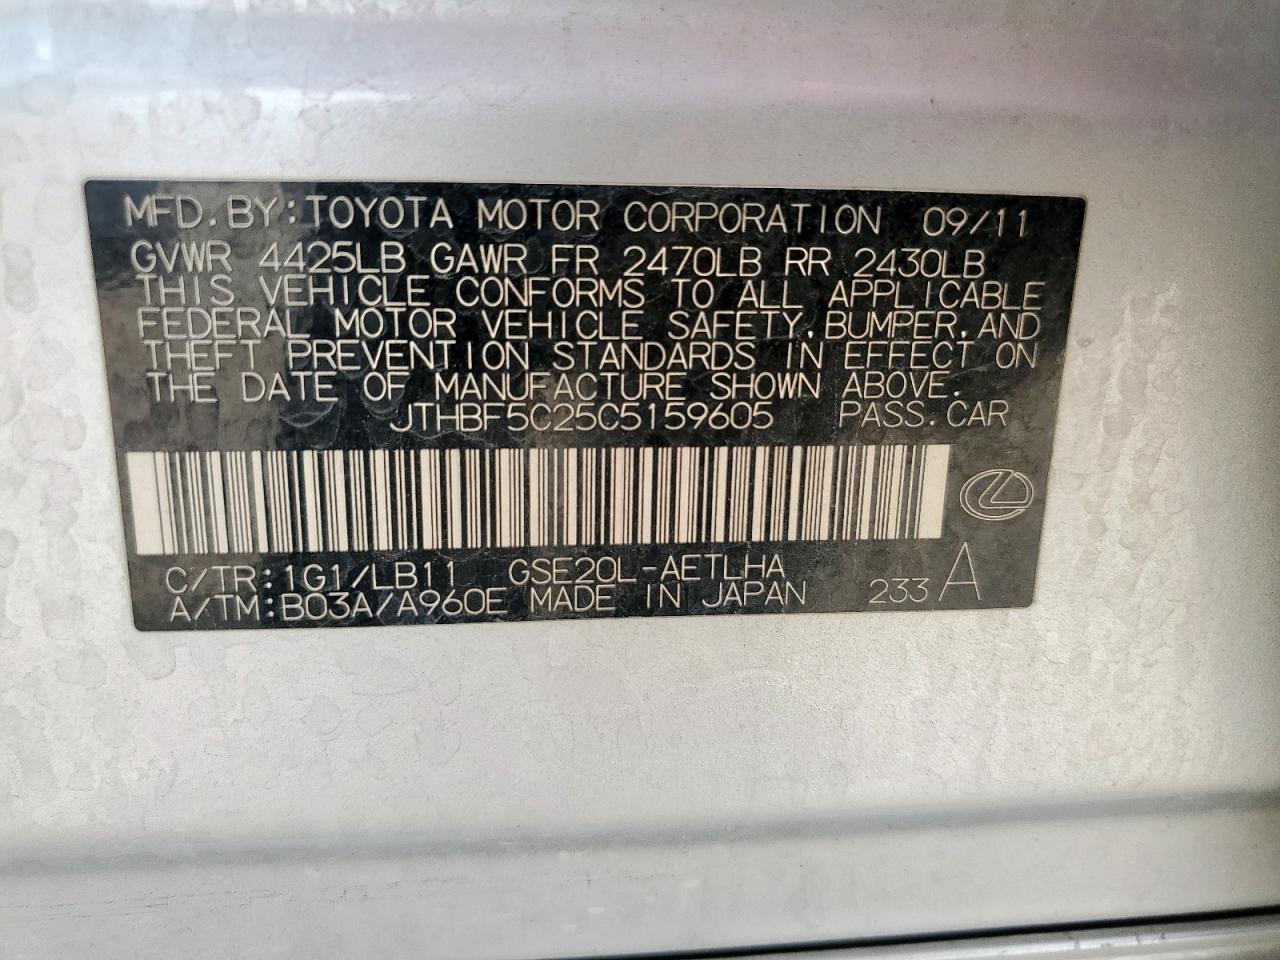 MFD.BY:TOYOTA MOTOR CORPORATION 09/11
GVWR 4425LB GAWR FR 2470LB RR 2430LB
THIS VEHICLE CONFORMS TO ALL APPLICABLE
FEDERAL MOTOR VEHICLE SAFETY,BUMPER,AND
THEFT PREVENTION STANDARDS IN EFFECT ON
THE DATE OF MANUFACTURE SHOWN ABOVE.
JTHBF5C25C5159605 PASS.CAR
C/TR:1G1/LB11 GSE20L-AETLHA
A/TM:B03A/A960E MADE IN JAPAN 233 A